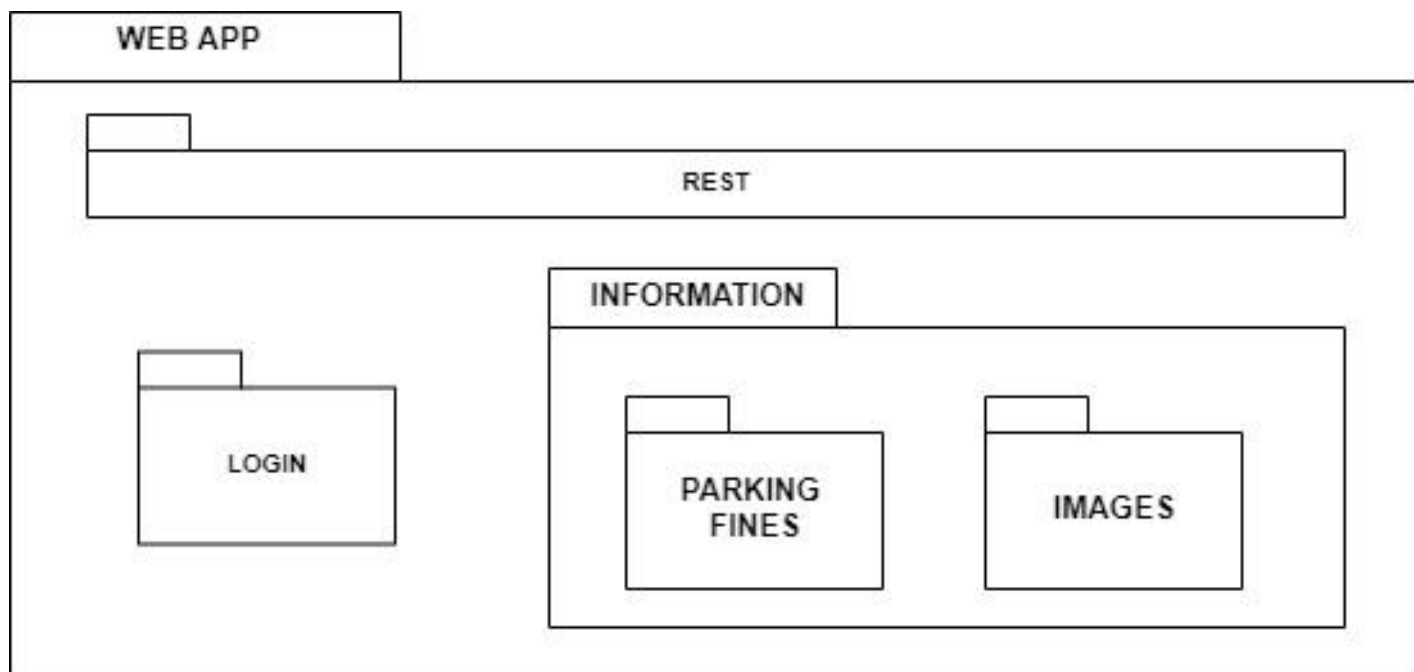 WEB APP
REST
INFORMATION
LOGIN
PARKING
FINES
IMAGES